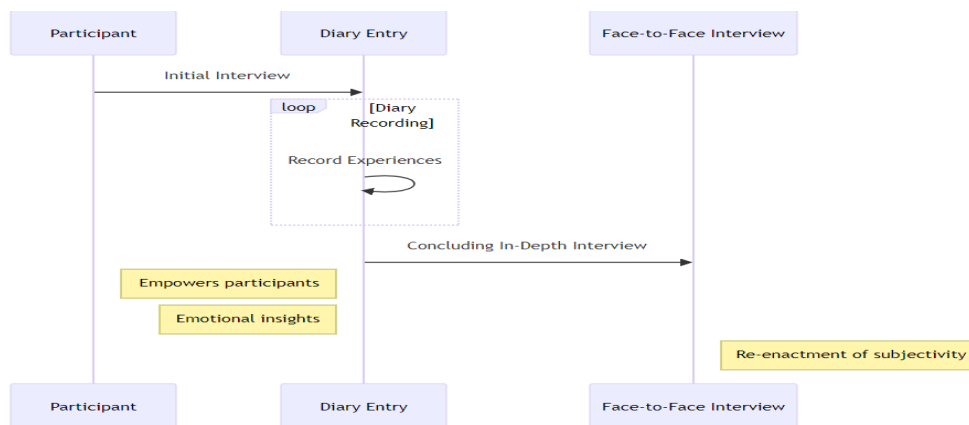 Participant
Diary Entry
Face-to-Face Interview
Initial Interview
loop
[Diary
Recording]
Record Experiences
Concluding In-Depth Interview
Empowers participants
Emotional insights
Re-enactment of subjectivity
Participant
Diary Entry
Face-to-Face Interview